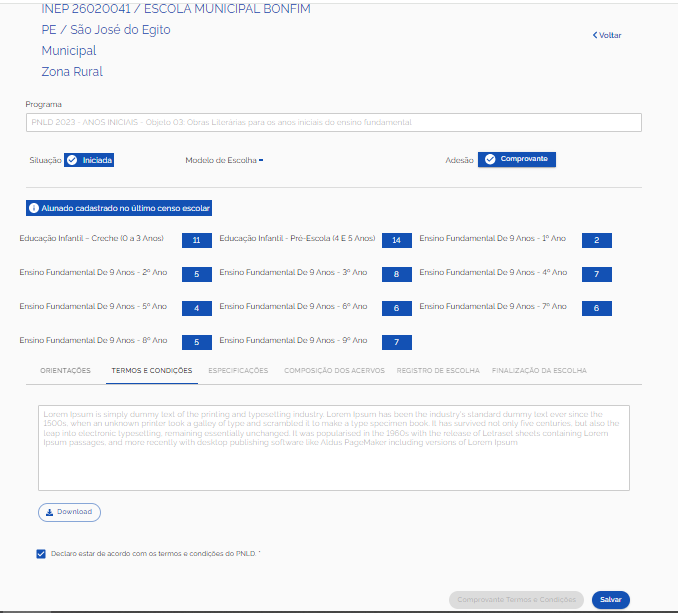 INEP 26020041 / ESCOLA MUNICIPAL BONFIM
PE / São José do Egito
Municipal
Zona Rural
Voltar
Programa
PNLD 2023 - ANOS INICIAIS - Objeto 03: Obras Literárias para os anos iniciais do ensino fundamental
Situação Iniciada Modelo de Escolha - Adesão Comprovante
Alunado cadastrado no último censo escolar
Educação Infantil - Creche (0 a 3 Anos) 11 Educação Infantil - Pré-Escola (4 E 5 Anos) 14 Ensino Fundamental De 9 Anos - 1º Ano 2
Ensino Fundamental De 9 Anos - 2º Ano 5 Ensino Fundamental De 9 Anos - 3º Ano 8 Ensino Fundamental De 9 Anos - 4º Ano 7
Ensino Fundamental De 9 Anos - 5º Ano 4 Ensino Fundamental De 9 Anos - 6º Ano 6 Ensino Fundamental De 9 Anos - 7º Ano 6
Ensino Fundamental De 9 Anos - 8º Ano 5 Ensino Fundamental De 9 Anos - 9º Ano 7
ORIENTAÇÕES TERMOS E CONDIÇÕES ESPECIFICAÇÕES COMPOSIÇÃO DOS ACERVOS REGISTRO DE ESCOLHA FINALIZAÇÃO DA ESCOLHA
Lorem Ipsum is simply dummy text of the printing and typesetting industry. Lorem Ipsum has been the industry's standard dummy text ever since the
1500s, when an unknown printer took a galley of type and scrambled it to make a type specimen book. It has survived not only five centuries, but also the
leap into electronic typesetting, remaining essentially unchanged. It was popularised in the 1960s with the release of Letraset sheets containing Lorem
Ipsum passages, and more recently with desktop publishing software like Aldus PageMaker including versions of Lorem Ipsum.
Download
Declaro estar de acordo com os termos e condições do PNLD. *
Comprovante Termos e Condições Salvar